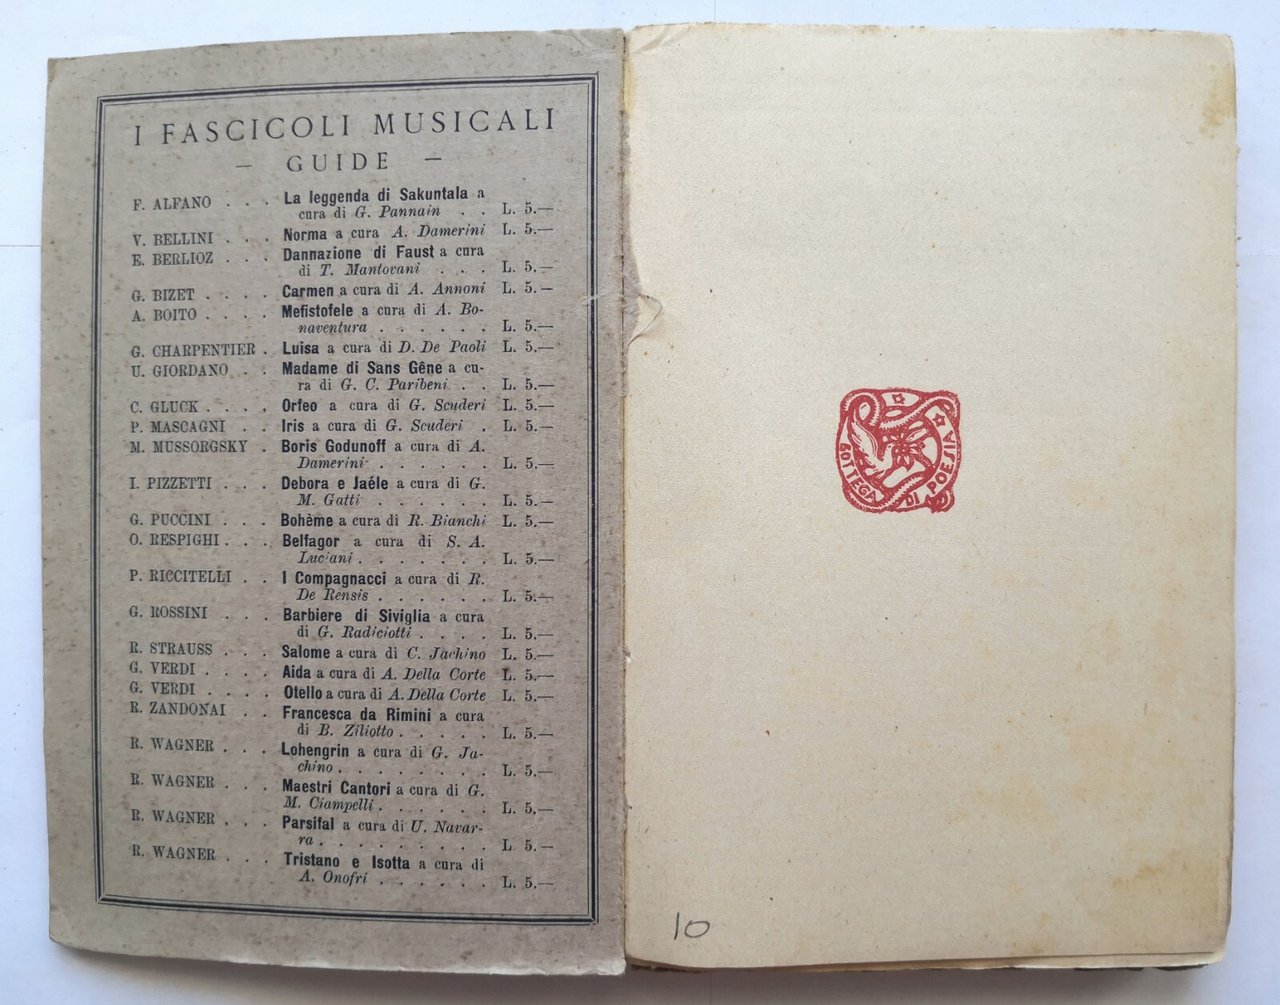 I FASCICOLI MUSICALI
— GUIDE —
F. ALFANO . . . La leggenda di Sakuntala a
cura di G. Pannain . . L. 5.—
V. BELLINI . . . Norma a cura A. Damerini L. 5.—
E. BERLIOZ . . . Dannazione di Faust a cura
di T. Mantovani . . . L. 5.—
G. BIZET . . . . Carmen a cura di A. Annoni L. 5.—
A. BOITO . . . . Mefistofele a cura di A. Bo-
naventura . . . . . . L. 5.—
G. CHARPENTIER . Luisa a cura di D. De Paoli L. 5.—
U. GIORDANO . . Madame di Sans Gêne a cu-
ra di G. C. Paribeni . . L. 5.—
C. GLUCK . . . . Orfeo a cura di G. Scuderi L. 5.—
P. MASCAGNI . . Iris a cura di G. Scuderi . L. 5.—
M. MUSSORGSKY . Boris Godunoff a cura di A.
Damerini . . . . . . L. 5.—
I. PIZZETTI . . . Debora e Jaéle a cura di G.
M. Gatti . . . . . . L. 5.—
G. PUCCINI . . . Bohème a cura di R. Bianchi L. 5.—
O. RESPIGHI . . . Belfagor a cura di S. A.
Luciani . . . . . . . L. 5.—
P. RICCITELLI . . I Compagnacci a cura di R.
De Rensis . . . . . . L. 5.—
G. ROSSINI . . . Barbiere di Siviglia a cura
di G. Radiciotti . . . . L. 5.—
R. STRAUSS . . . Salome a cura di C. Jachino L. 5.—
G. VERDI . . . . Aida a cura di A. Della Corte L. 5.—
G. VERDI . . . . Otello a cura di A. Della Corte L. 5.—
R. ZANDONAI . . Francesca da Rimini a cura
di B. Ziliotto . . . . . L. 5.—
R. WAGNER . . . Lohengrin a cura di G. Ja-
chino . . . . . . . . L. 5.—
R. WAGNER . . . Maestri Cantori a cura di G.
M. Ciampelli . . . . . . L. 5.—
R. WAGNER . . . Parsifal a cura di U. Navar-
ra . . . . . . . . . L. 5.—
R. WAGNER . . . Tristano e Isotta a cura di
A. Onofri . . . . . . L. 5.—
BOTTEGA DI POESIA
10